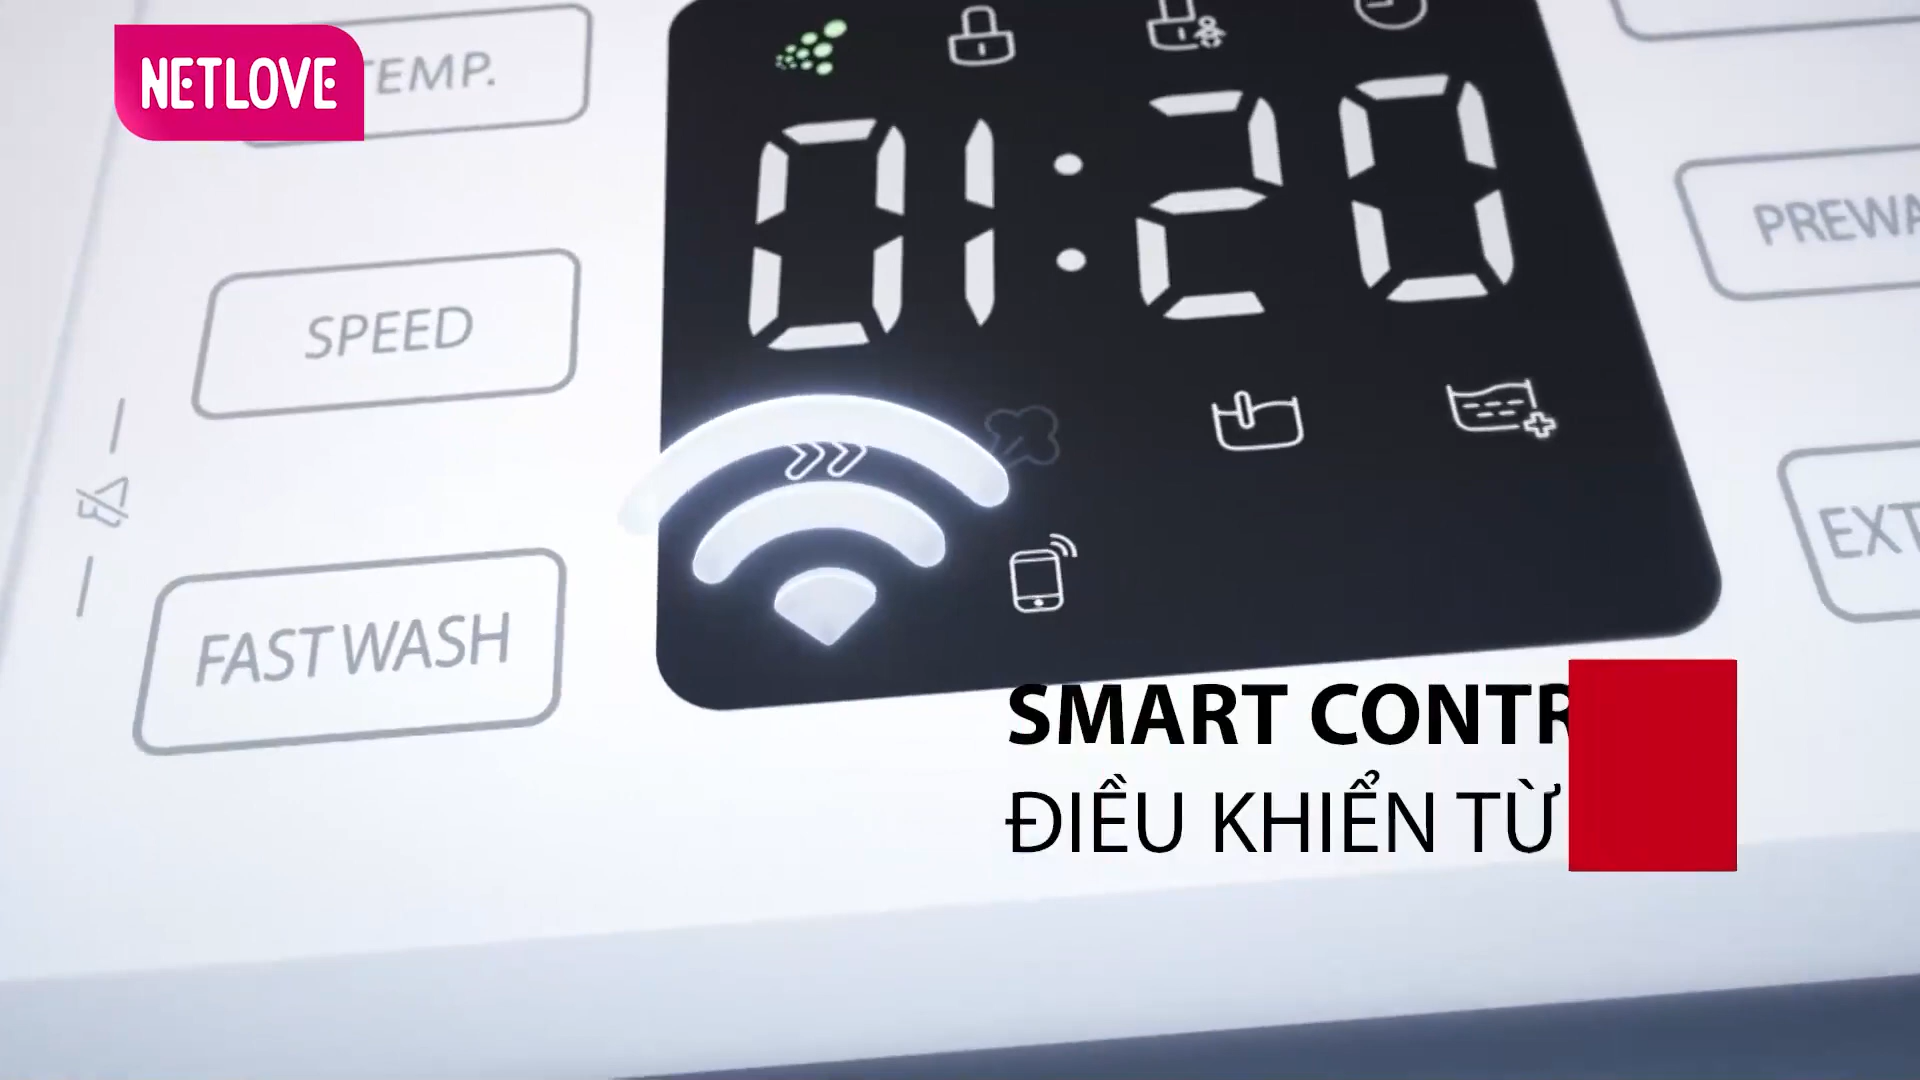 NETLOVE
TEMP.
01:20
SPEED
PREWA
FAST WASH
EXT
SMART CONTR
ĐIỀU KHIỂN TỪ